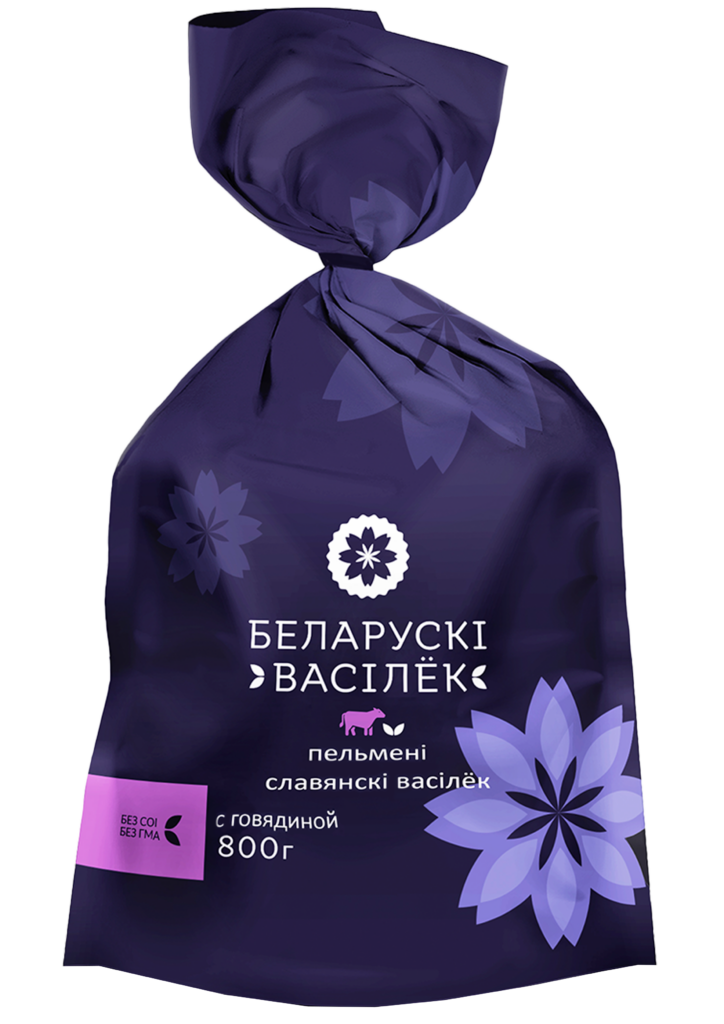 БЕЛАРУСКІ
ВАСІЛЁК
пельмені
славянскі васілёк
с говядиной
800г
БЕЗ СОІ
БЕЗ ГМА